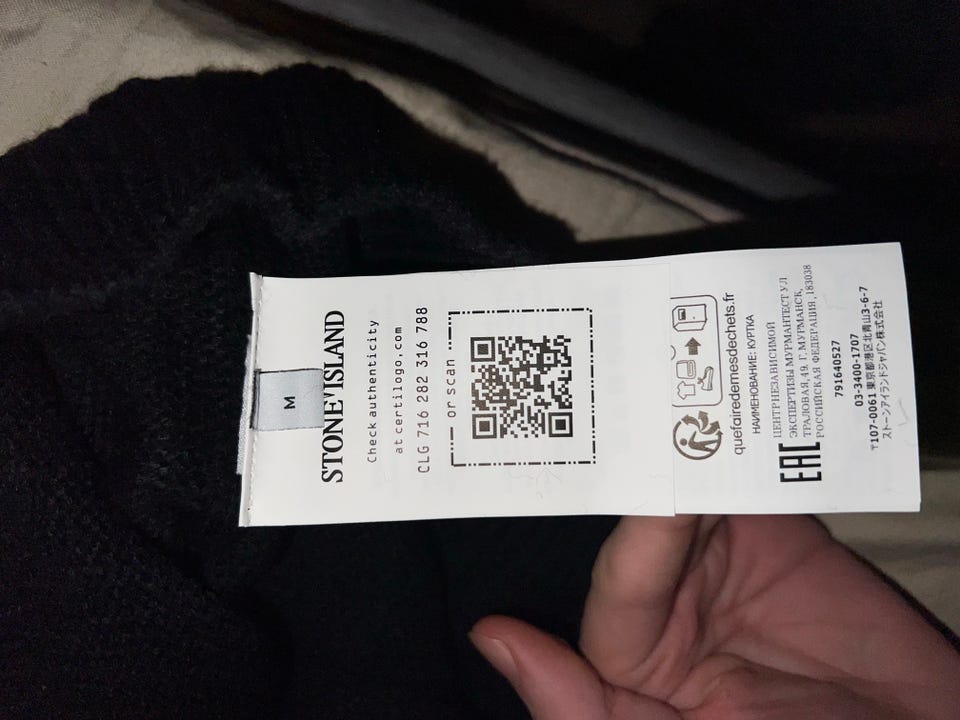 M
STONE ISLAND
Check authenticity
at certilogo.com
CLG 716 282 316 788
or scan
quefairedemesdechets.fr
НАИМЕНОВАНИЕ: КУРТКА
ЦЕНТР НЕЗАВИСИМОЙ
ЭКСПЕРТИЗЫ МУРМАНТЕСТ УЛ
ТРАЛОВАЯ, 49, Г. МУРМАНСК,
РОССИЙСКАЯ ФЕДЕРАЦИЯ, 183038
EAC
791640527
03-3400-1707
〒107-0061 東京都港区北青山3-6-7
ストーンアイランドジャパン株式会社